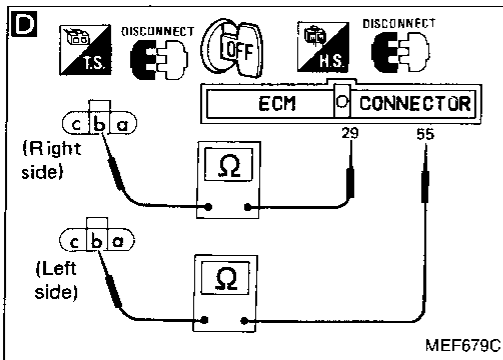 D
DISCONNECT
T.S.
OFF
H.S.
DISCONNECT
ECM
CONNECTOR
c b a
29
55
(Right
side)
Ω
c b a
(Left
side)
Ω
MEF679C